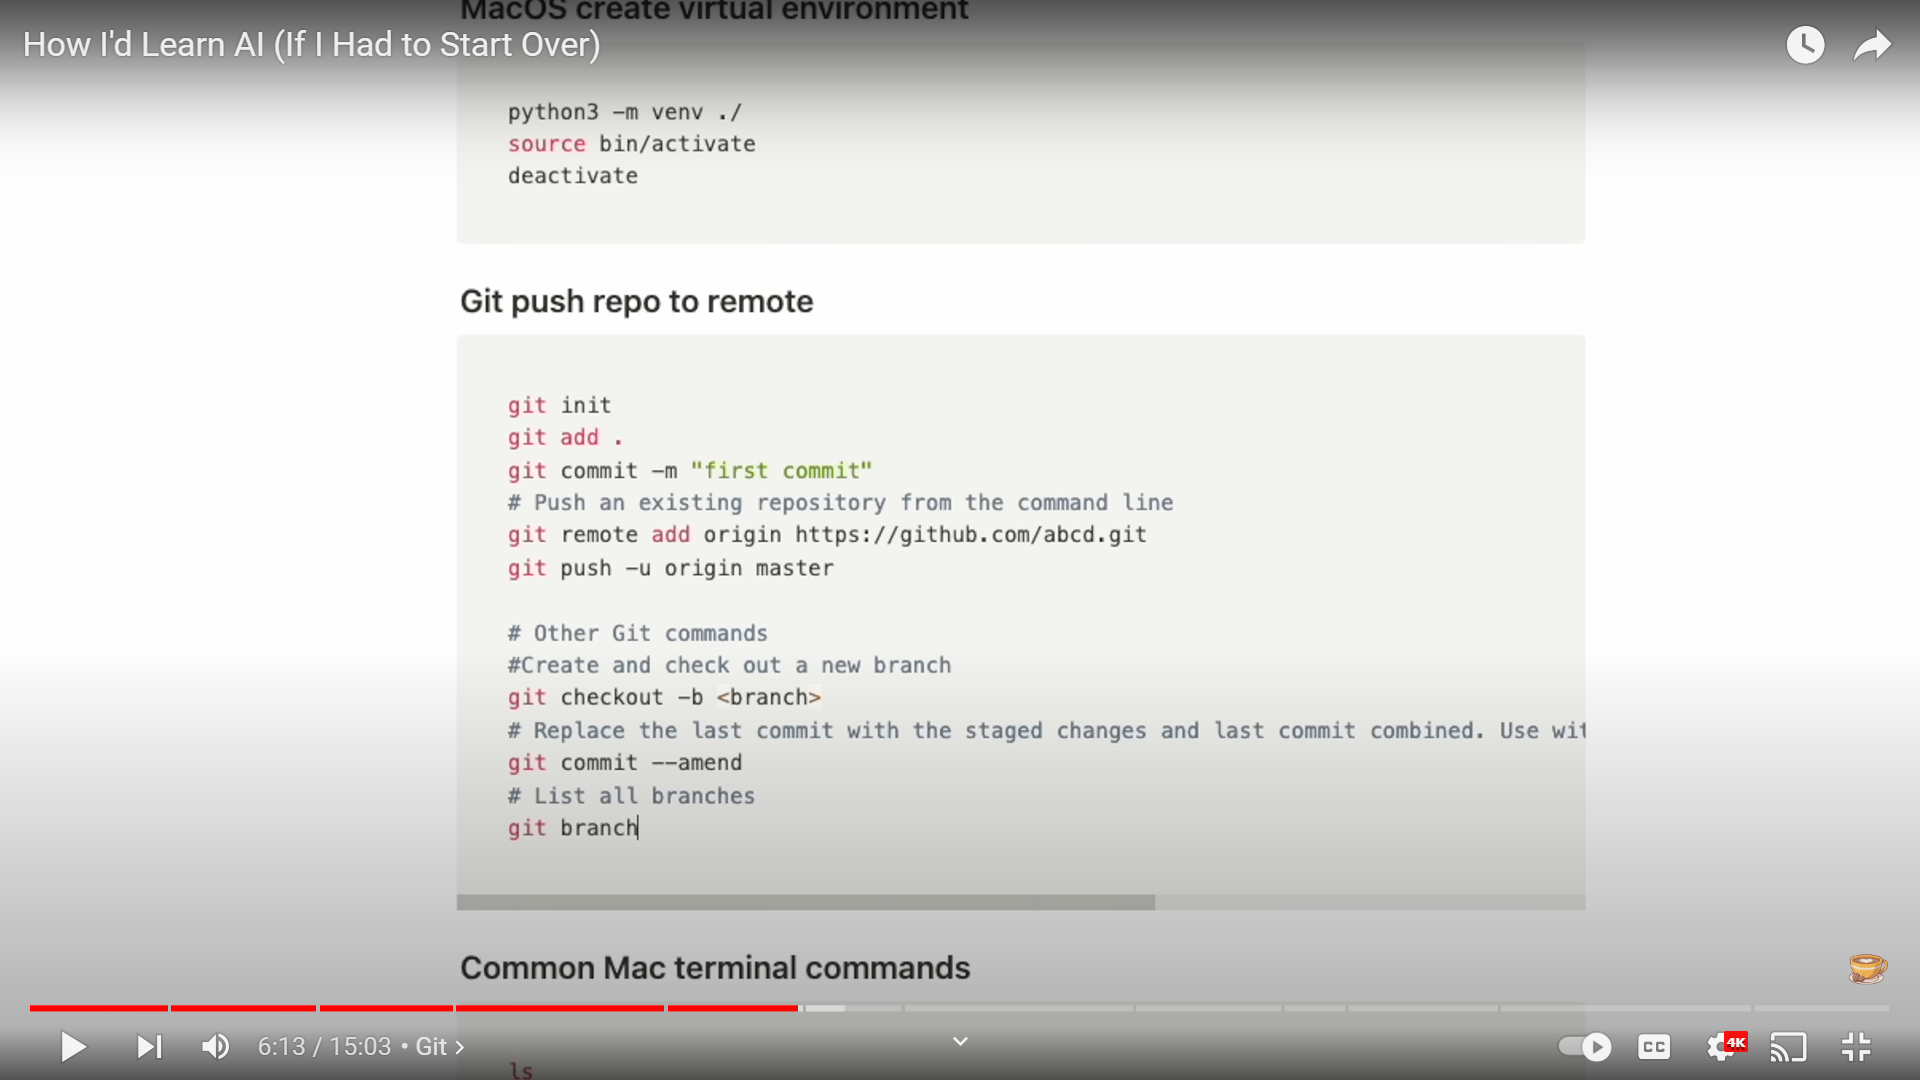 MacOS create virtual environment
How I'd Learn AI (If I Had to Start Over)
python3 -m venv ./
source bin/activate
deactivate
Git push repo to remote
git init
git add .
git commit -m "first commit"
# Push an existing repository from the command line
git remote add origin https://github.com/abcd.git
git push -u origin master
# Other Git commands
#Create and check out a new branch
git checkout -b <branch>
# Replace the last commit with the staged changes and last commit combined. Use wit
git commit --amend
# List all branches
git branch
Common Mac terminal commands
6:13 / 15:03 • Git >
CC
4K
ls